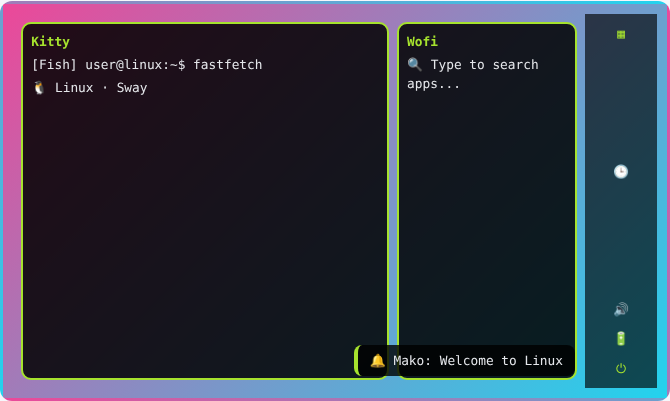 Kitty
[Fish] user@linux:~$ fastfetch
🐧 Linux · Sway
Wofi
🔍 Type to search
apps...
🔔 Mako: Welcome to Linux